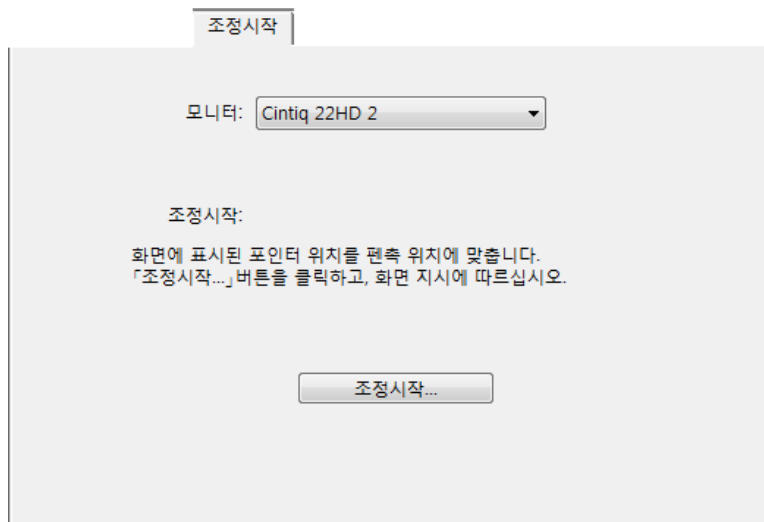 조정시작
모니터: Cintiq 22HD 2
조정시작:
화면에 표시된 포인터 위치를 펜촉 위치에 맞춥니다.
「조정시작...」버튼을 클릭하고, 화면 지시에 따르십시오.
조정시작...